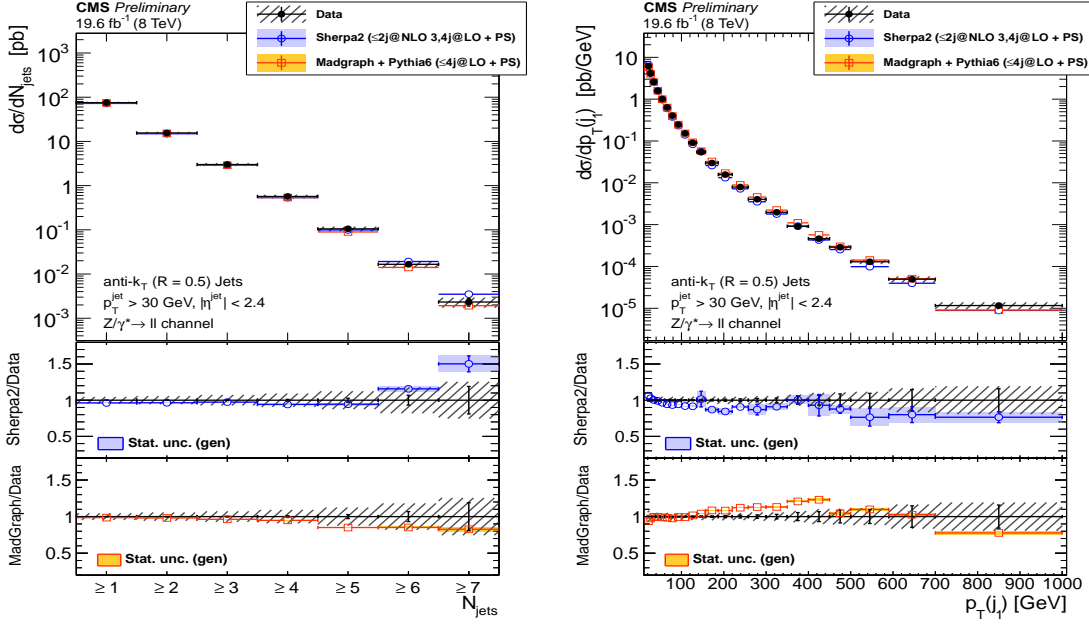 CMS Preliminary
19.6 fb⁻¹ (8 TeV)
Data
Sherpa2 (≤2j@NLO 3,4j@LO + PS)
Madgraph + Pythia6 (≤4j@LO + PS)
dσ/dN_jets [pb]
10³
10²
10
1
10⁻¹
10⁻²
10⁻³
anti-k_T (R = 0.5) Jets
p_T^jet > 30 GeV, |η^jet| < 2.4
Z/γ*→ ll channel
Sherpa2/Data
1.5
1
0.5
Stat. unc. (gen)
MadGraph/Data
1.5
1
0.5
Stat. unc. (gen)
≥ 1 ≥ 2 ≥ 3 ≥ 4 ≥ 5 ≥ 6 ≥ 7
N_jets
CMS Preliminary
19.6 fb⁻¹ (8 TeV)
Data
Sherpa2 (≤2j@NLO 3,4j@LO + PS)
Madgraph + Pythia6 (≤4j@LO + PS)
dσ/dp_T(j_1) [pb/GeV]
10
1
10⁻¹
10⁻²
10⁻³
10⁻⁴
10⁻⁵
anti-k_T (R = 0.5) Jets
p_T^jet > 30 GeV, |η^jet| < 2.4
Z/γ*→ ll channel
Sherpa2/Data
1.5
1
0.5
Stat. unc. (gen)
MadGraph/Data
1.5
1
0.5
Stat. unc. (gen)
100 200 300 400 500 600 700 800 900 1000
p_T(j_1) [GeV]